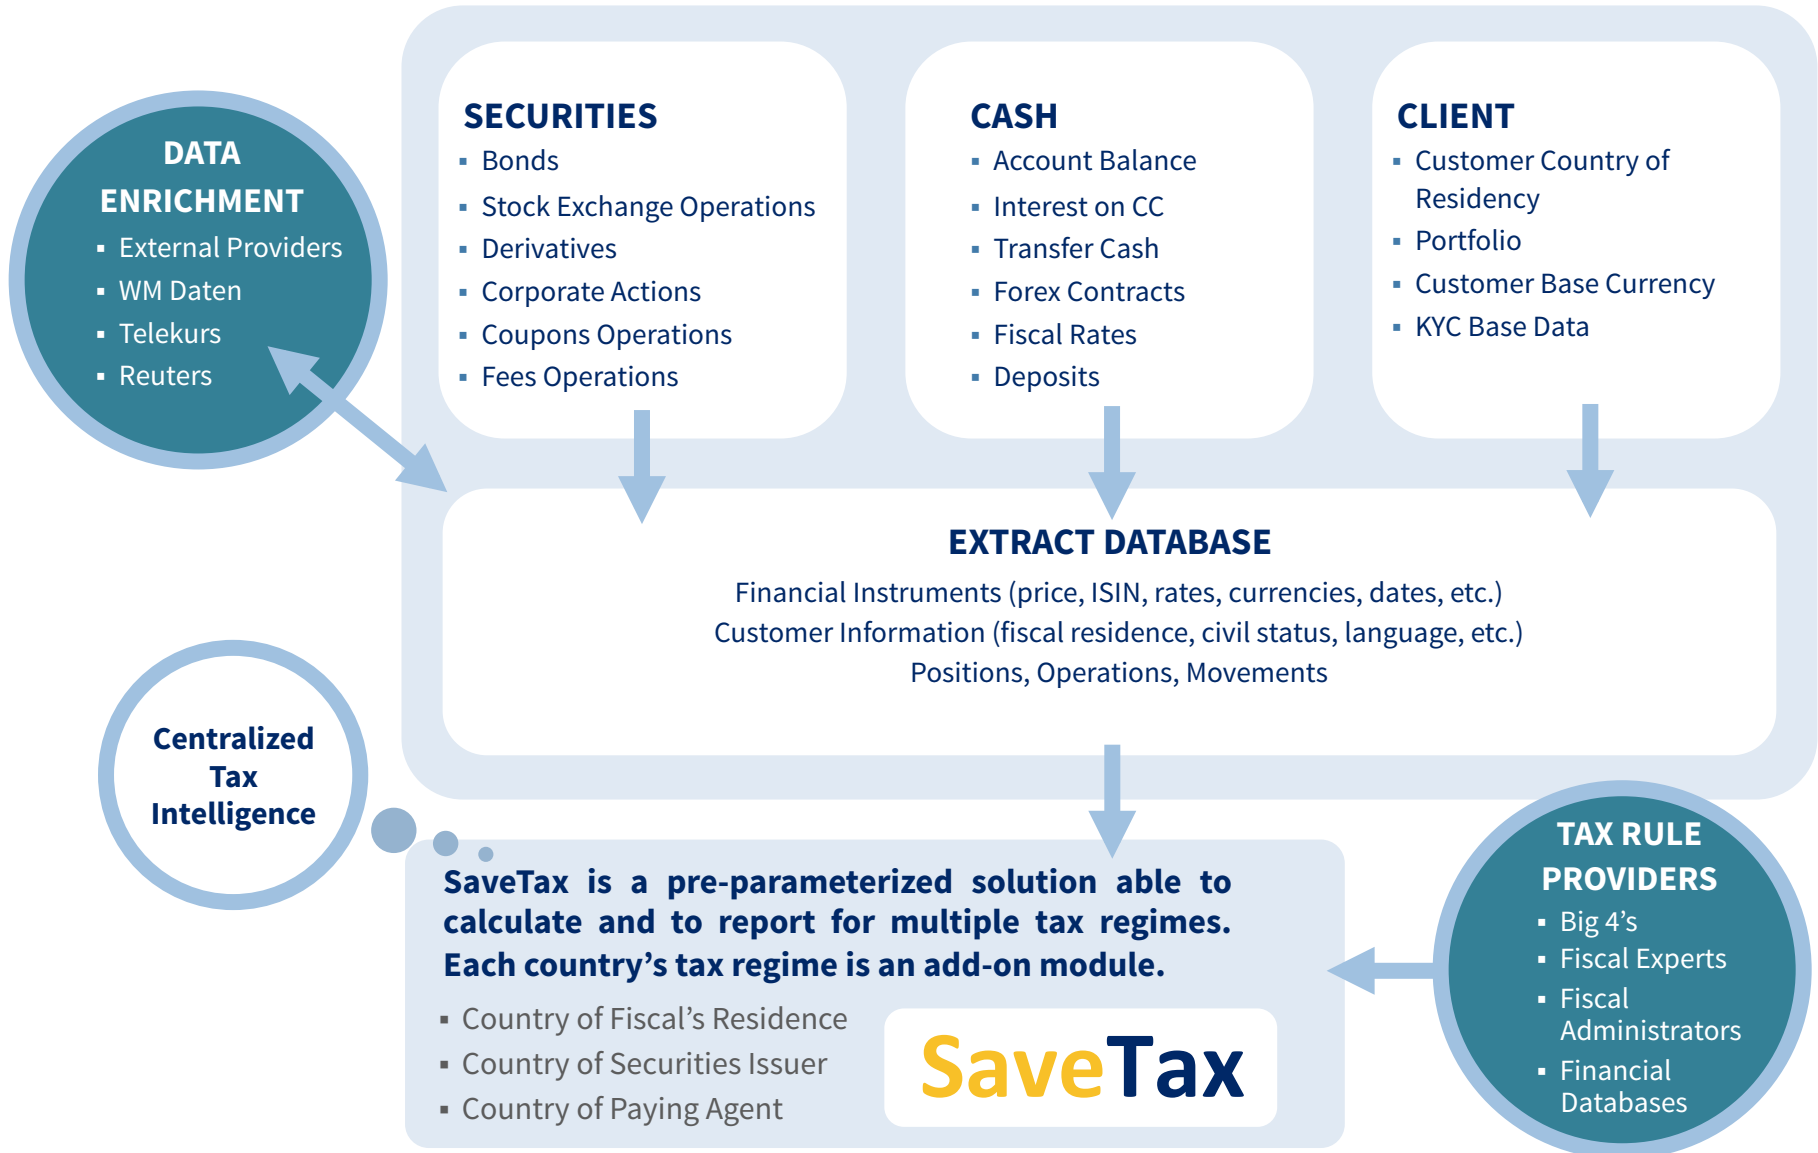 DATA
ENRICHMENT
▪ External Providers
▪ WM Daten
▪ Telekurs
▪ Reuters
SECURITIES
▪ Bonds
▪ Stock Exchange Operations
▪ Derivatives
▪ Corporate Actions
▪ Coupons Operations
▪ Fees Operations
CASH
▪ Account Balance
▪ Interest on CC
▪ Transfer Cash
▪ Forex Contracts
▪ Fiscal Rates
▪ Deposits
CLIENT
▪ Customer Country of
Residency
▪ Portfolio
▪ Customer Base Currency
▪ KYC Base Data
EXTRACT DATABASE
Financial Instruments (price, ISIN, rates, currencies, dates, etc.)
Customer Information (fiscal residence, civil status, language, etc.)
Positions, Operations, Movements
Centralized
Tax
Intelligence
SaveTax is a pre-parameterized solution able to
calculate and to report for multiple tax regimes.
Each country’s tax regime is an add-on module.
▪ Country of Fiscal’s Residence
▪ Country of Securities Issuer
▪ Country of Paying Agent
SaveTax
TAX RULE
PROVIDERS
▪ Big 4’s
▪ Fiscal Experts
▪ Fiscal
Administrators
▪ Financial
Databases